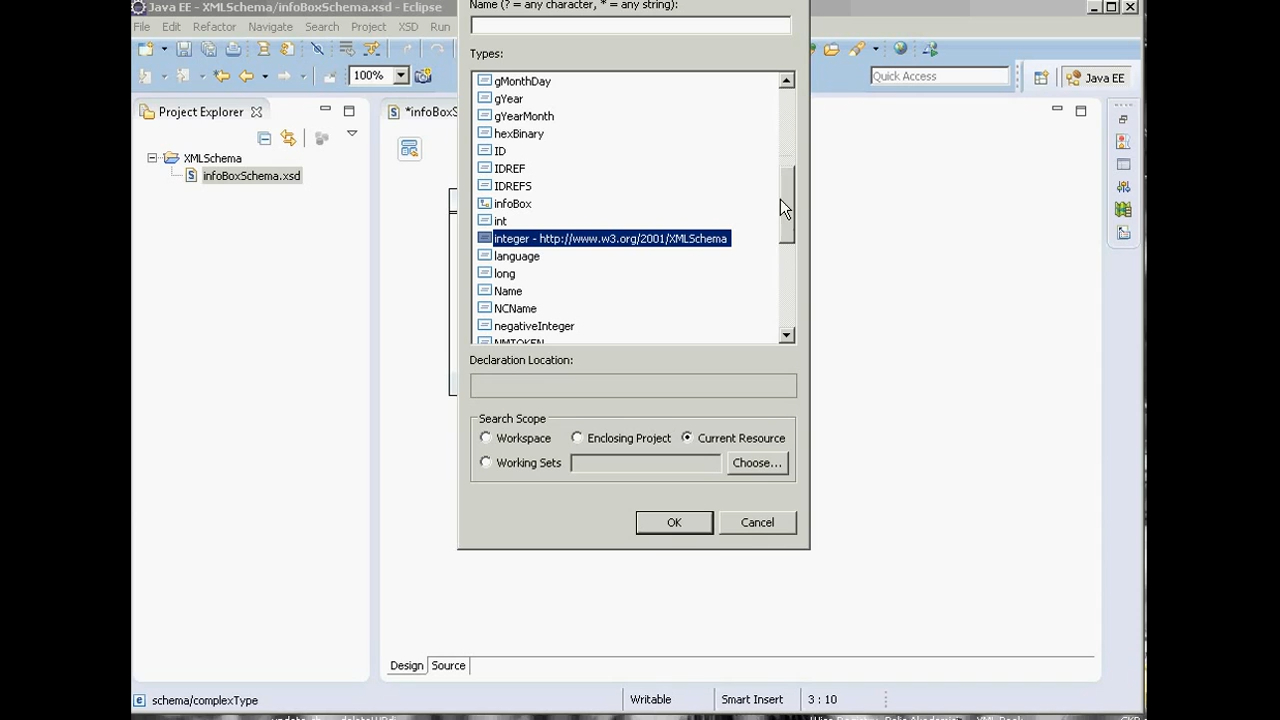 Java EE - XMLSchema/infoBoxSchema.xsd - Eclipse
Name (? = any character, * = any string):
File Edit Refactor Navigate Search Project XSD Run
Types:
100%
Quick Access
Java EE
Project Explorer
*infoBoxS
XMLSchema
infoBoxSchema.xsd
gMonthDay
gYear
gYearMonth
hexBinary
ID
IDREF
IDREFS
infoBox
int
integer - http://www.w3.org/2001/XMLSchema
language
long
Name
NCName
negativeInteger
NMTOKEN
Declaration Location:
Search Scope
Workspace Enclosing Project Current Resource
Working Sets Choose...
OK Cancel
Design Source
schema/complexType Writable Smart Insert 3 : 10